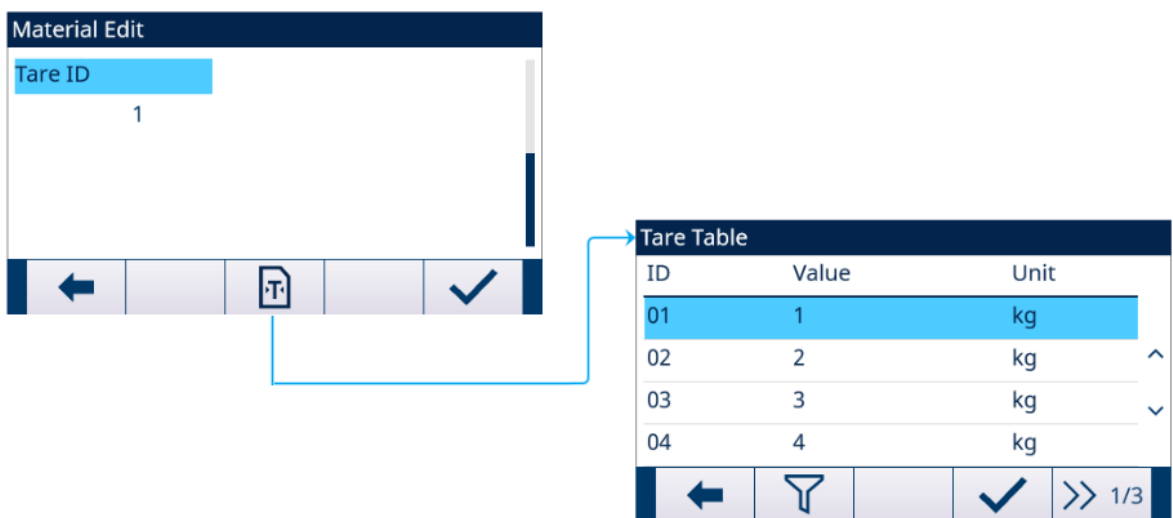 Material Edit
Tare ID
1
T
Tare Table
ID Value Unit
01 1 kg
02 2 kg
03 3 kg
04 4 kg
1/3